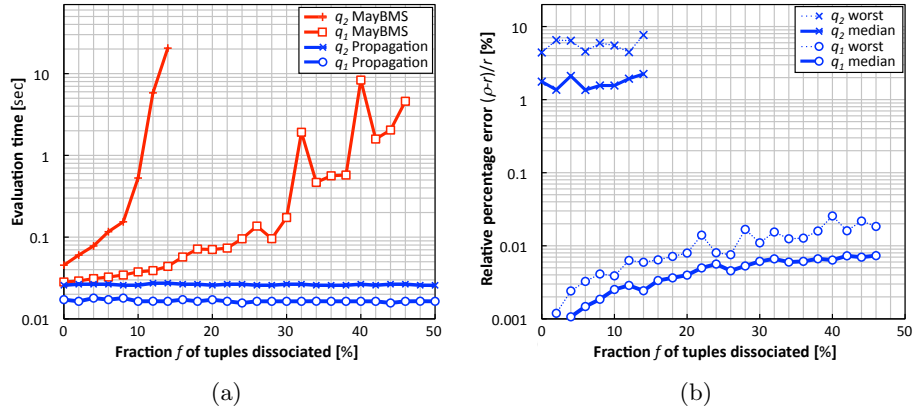 q2 MayBMS
q1 MayBMS
q2 Propagation
q1 Propagation
Evaluation time [sec]
10
1
0.1
0.01
0 10 20 30 40 50
Fraction f of tuples dissociated [%]
(a)
q2 worst
q2 median
q1 worst
q1 median
Relative percentage error (ρ-r)/r [%]
10
1
0.1
0.01
0.001
0 10 20 30 40 50
Fraction f of tuples dissociated [%]
(b)